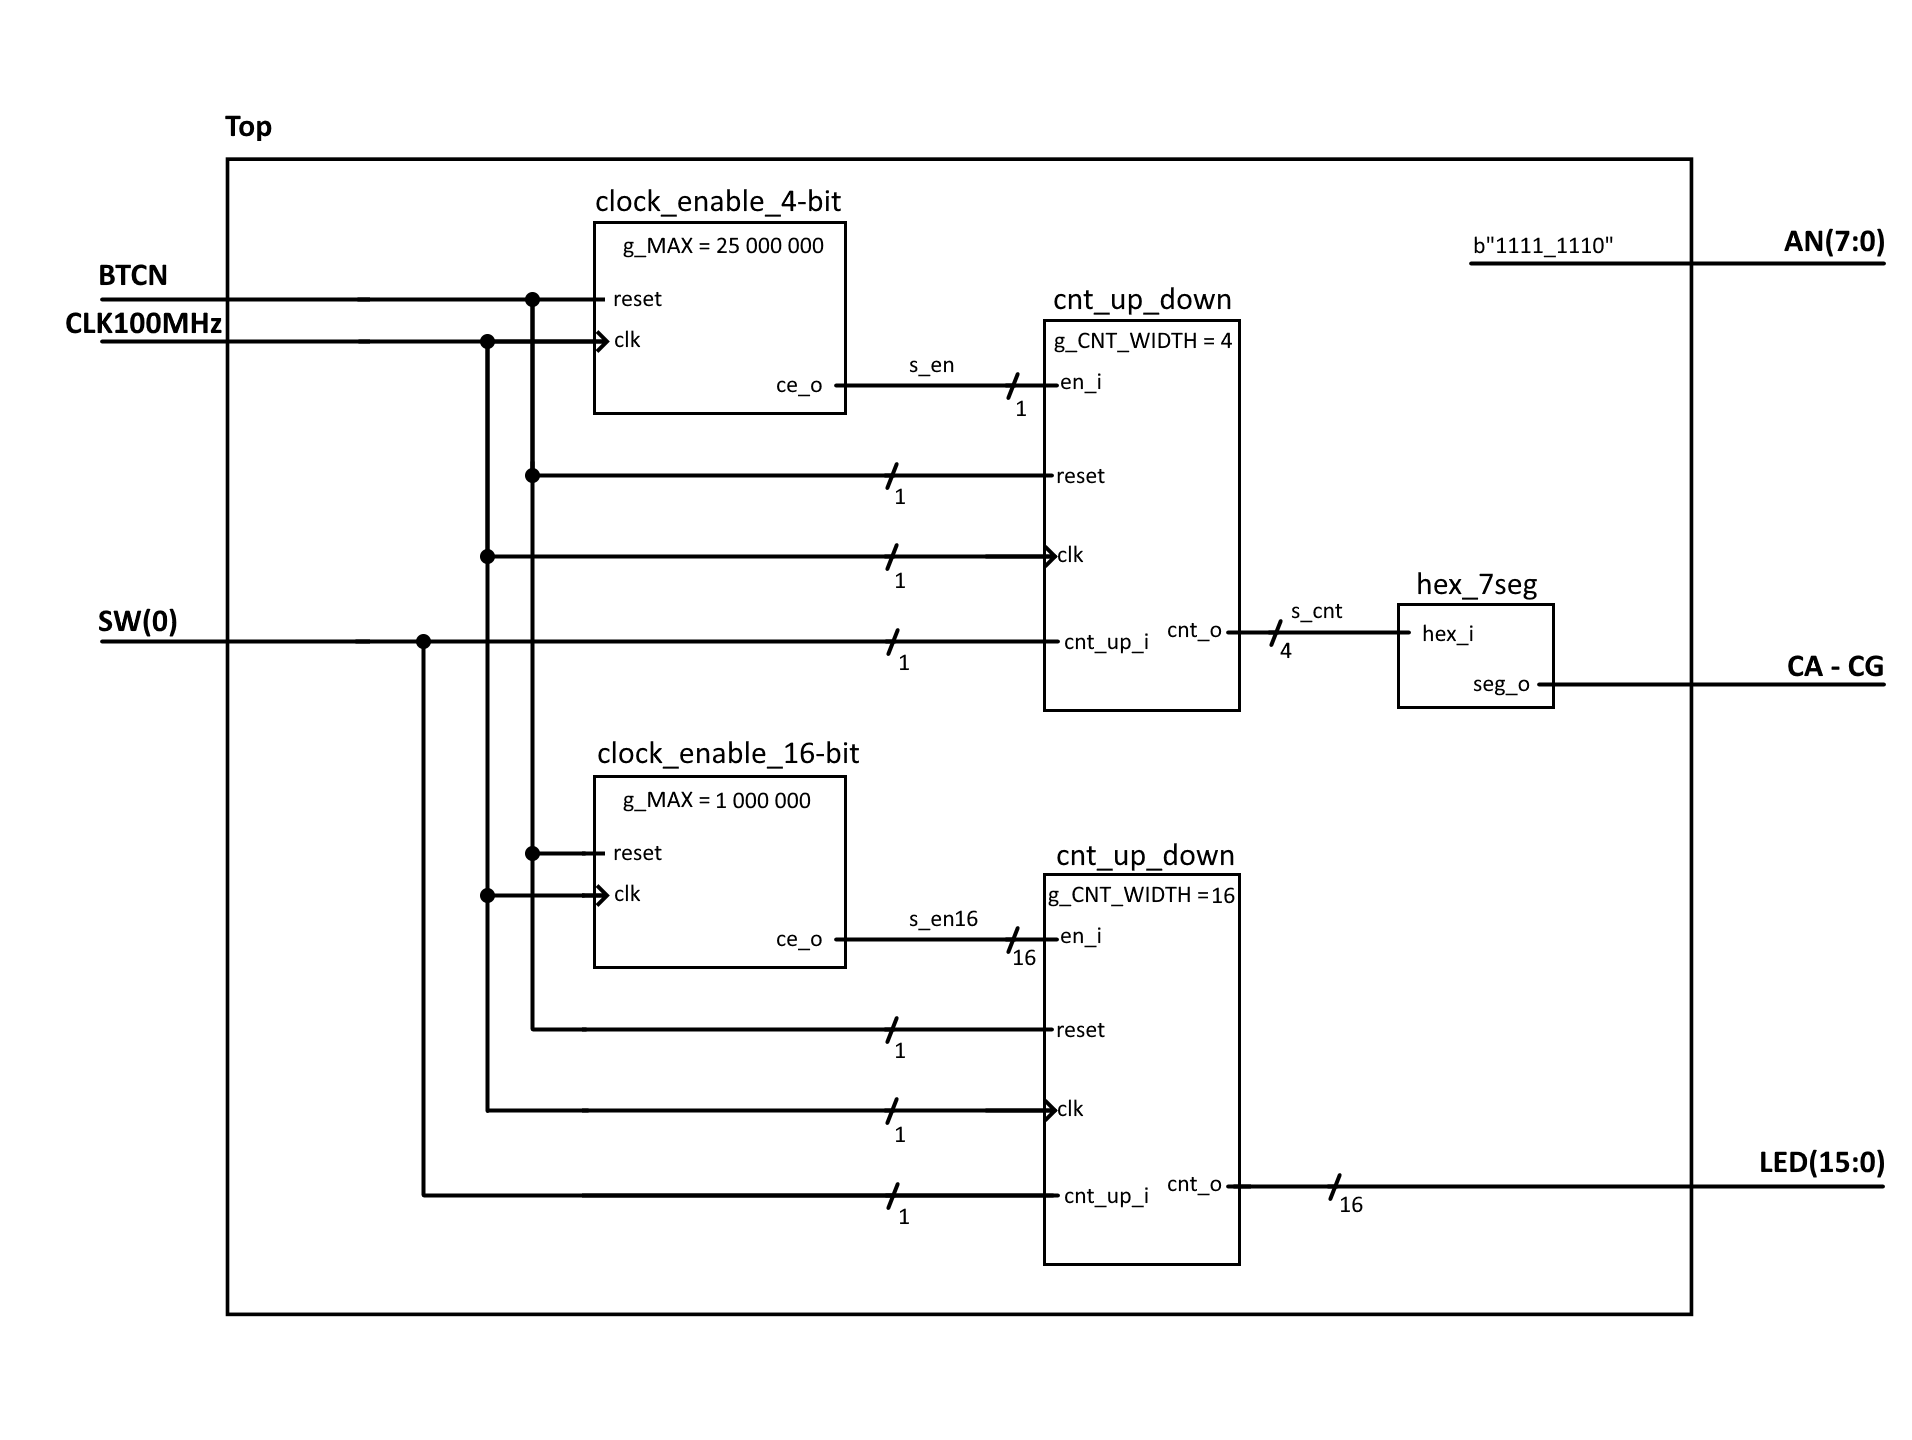 Top
clock_enable_4-bit
g_MAX = 25 000 000
b"1111_1110"
AN(7:0)
BTCN
reset
CLK100MHz
clk
ce_o
s_en
1
cnt_up_down
g_CNT_WIDTH = 4
en_i
1
reset
1
clk
SW(0)
1
cnt_up_i
cnt_o
s_cnt
4
hex_7seg
hex_i
seg_o
CA - CG
clock_enable_16-bit
g_MAX = 1 000 000
reset
clk
ce_o
s_en16
16
cnt_up_down
g_CNT_WIDTH =16
en_i
1
reset
1
clk
1
cnt_up_i
cnt_o
16
LED(15:0)